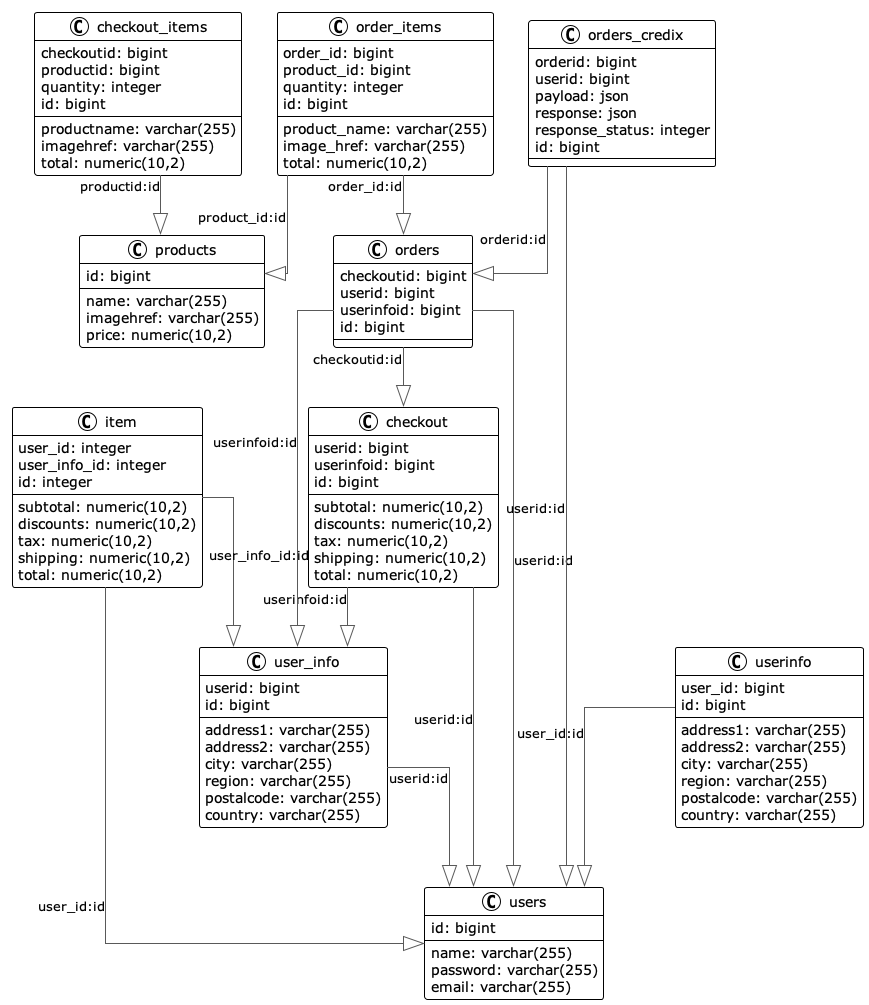 C checkout_items
checkoutid: bigint
productid: bigint
quantity: integer
id: bigint
productname: varchar(255)
imagehref: varchar(255)
total: numeric(10,2)
C order_items
order_id: bigint
product_id: bigint
quantity: integer
id: bigint
product_name: varchar(255)
image_href: varchar(255)
total: numeric(10,2)
C orders_credix
orderid: bigint
userid: bigint
payload: json
response: json
response_status: integer
id: bigint
productid:id
product_id:id
order_id:id
orderid:id
C products
id: bigint
name: varchar(255)
imagehref: varchar(255)
price: numeric(10,2)
C orders
checkoutid: bigint
userid: bigint
userinfoid: bigint
id: bigint
checkoutid:id
userinfoid:id
C item
user_id: integer
user_info_id: integer
id: integer
subtotal: numeric(10,2)
discounts: numeric(10,2)
tax: numeric(10,2)
shipping: numeric(10,2)
total: numeric(10,2)
C checkout
userid: bigint
userinfoid: bigint
id: bigint
subtotal: numeric(10,2)
discounts: numeric(10,2)
tax: numeric(10,2)
shipping: numeric(10,2)
total: numeric(10,2)
userid:id
userid:id
user_info_id:id
userinfoid:id
C user_info
userid: bigint
id: bigint
address1: varchar(255)
address2: varchar(255)
city: varchar(255)
region: varchar(255)
postalcode: varchar(255)
country: varchar(255)
C userinfo
user_id: bigint
id: bigint
address1: varchar(255)
address2: varchar(255)
city: varchar(255)
region: varchar(255)
postalcode: varchar(255)
country: varchar(255)
userid:id
user_id:id
userid:id
user_id:id
C users
id: bigint
name: varchar(255)
password: varchar(255)
email: varchar(255)